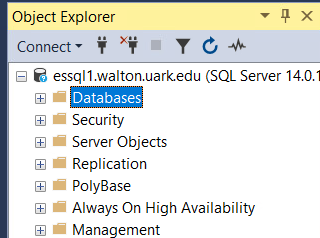 Object Explorer
Connect
essql1.walton.uark.edu (SQL Server 14.0.1
Databases
Security
Server Objects
Replication
PolyBase
Always On High Availability
Management